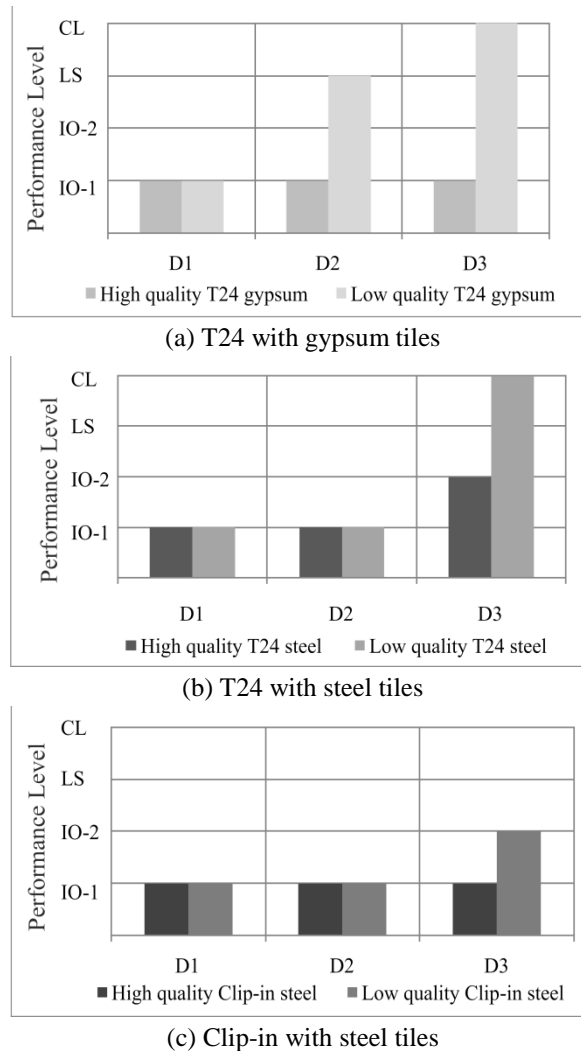 Performance Level
CL
LS
IO-2
IO-1
D1 D2 D3
High quality T24 gypsum Low quality T24 gypsum
(a) T24 with gypsum tiles
Performance Level
CL
LS
IO-2
IO-1
D1 D2 D3
High quality T24 steel Low quality T24 steel
(b) T24 with steel tiles
Performance Level
CL
LS
IO-2
IO-1
D1 D2 D3
High quality Clip-in steel Low quality Clip-in steel
(c) Clip-in with steel tiles